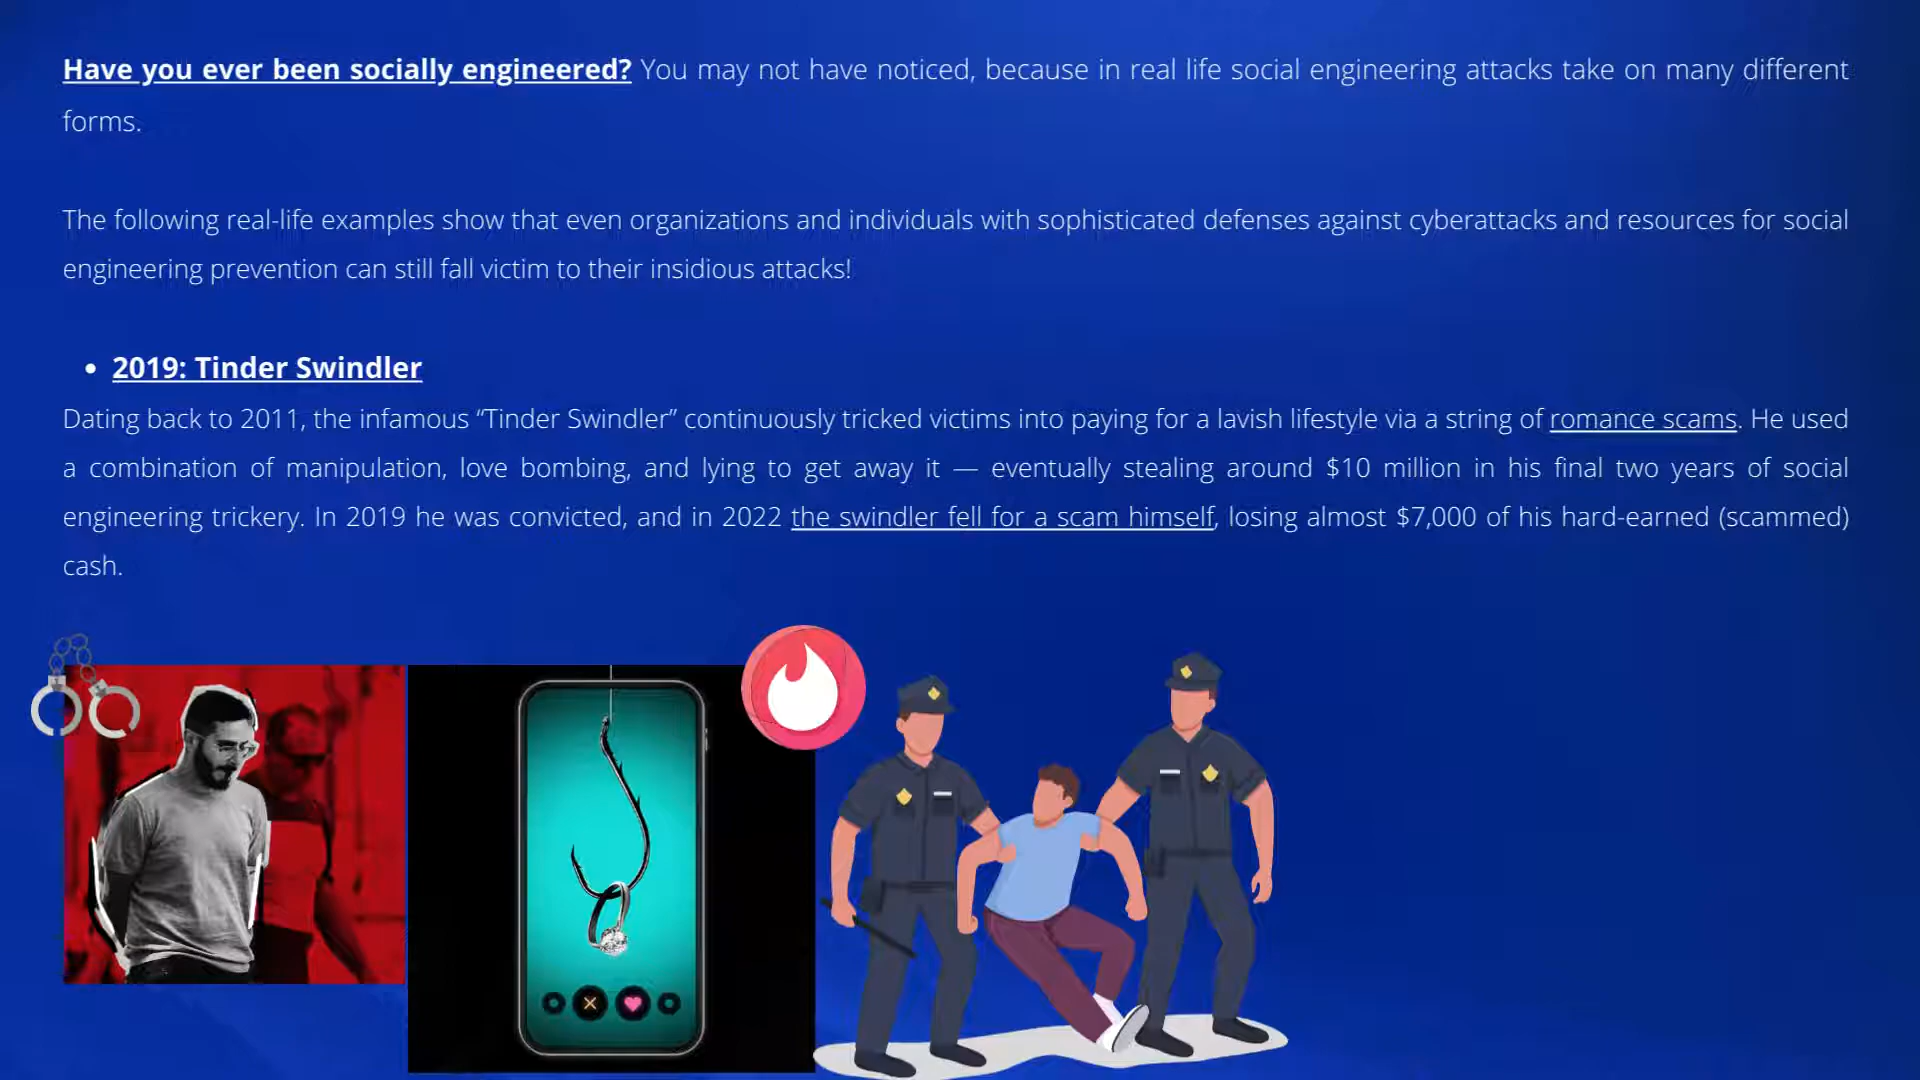 Have you ever been socially engineered? You may not have noticed, because in real life social engineering attacks take on many different
forms.
The following real-life examples show that even organizations and individuals with sophisticated defenses against cyberattacks and resources for social
engineering prevention can still fall victim to their insidious attacks!
• 2019: Tinder Swindler
Dating back to 2011, the infamous “Tinder Swindler” continuously tricked victims into paying for a lavish lifestyle via a string of romance scams. He used
a combination of manipulation, love bombing, and lying to get away it — eventually stealing around $10 million in his final two years of social
engineering trickery. In 2019 he was convicted, and in 2022 the swindler fell for a scam himself, losing almost $7,000 of his hard-earned (scammed)
cash.